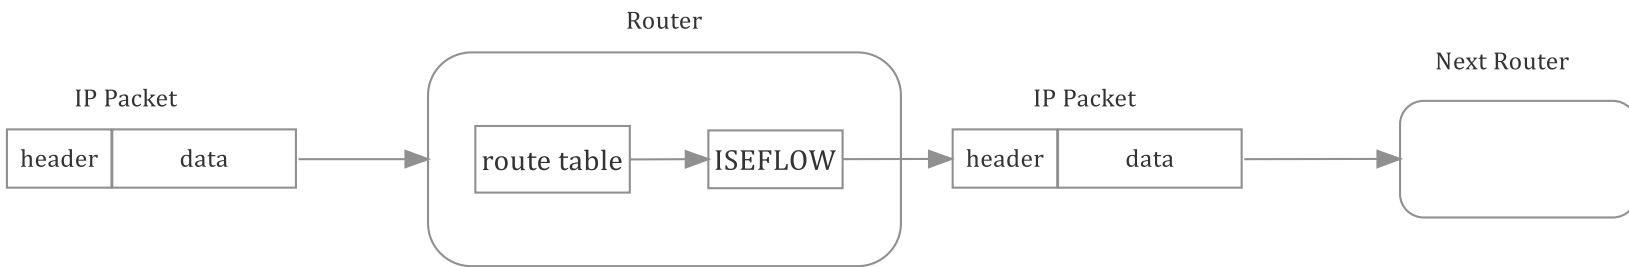 Router
Next Router
IP Packet
IP Packet
header
data
route table
ISEFLOW
header
data